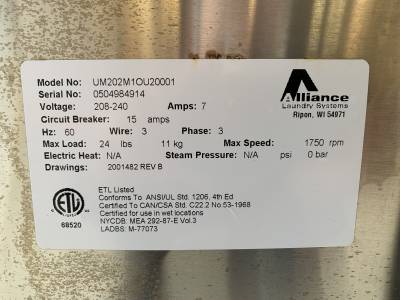 Model No: UM202M1OU20001
Serial No: 0504984914
Voltage: 208-240 Amps: 7
Circuit Breaker: 15 amps
Hz: 60 Wire: 3 Phase: 3
Max Load: 24 lbs 11 kg Max Speed: 1750 rpm
Electric Heat: N/A Steam Pressure: N/A psi 0 bar
Drawings: 2001482 REV B
Alliance
Laundry Systems
Ripon, WI 54971
ETL Listed
Conforms To ANSI/UL Std. 1206, 4th Ed
Certified To CAN/CSA Std. C22.2 No.53-1968
Certified for use in wet locations
NYCDB: MEA 292-87-E Vol.3
LADBS: M-77073
ETL
68520